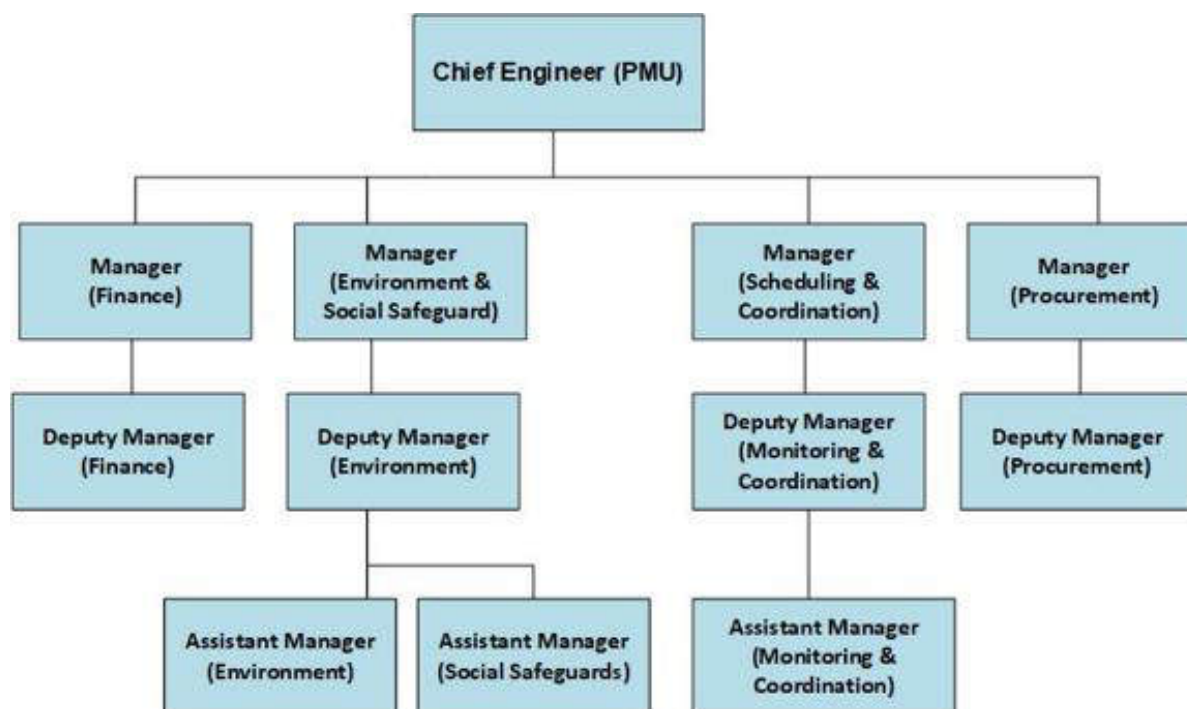 Chief Engineer (PMU)
Manager
(Finance)
Manager
(Environment &
Social Safeguard)
Manager
(Scheduling &
Coordination)
Manager
(Procurement)
Deputy Manager
(Finance)
Deputy Manager
(Environment)
Deputy Manager
(Monitoring &
Coordination)
Deputy Manager
(Procurement)
Assistant Manager
(Environment)
Assistant Manager
(Social Safeguards)
Assistant Manager
(Monitoring &
Coordination)